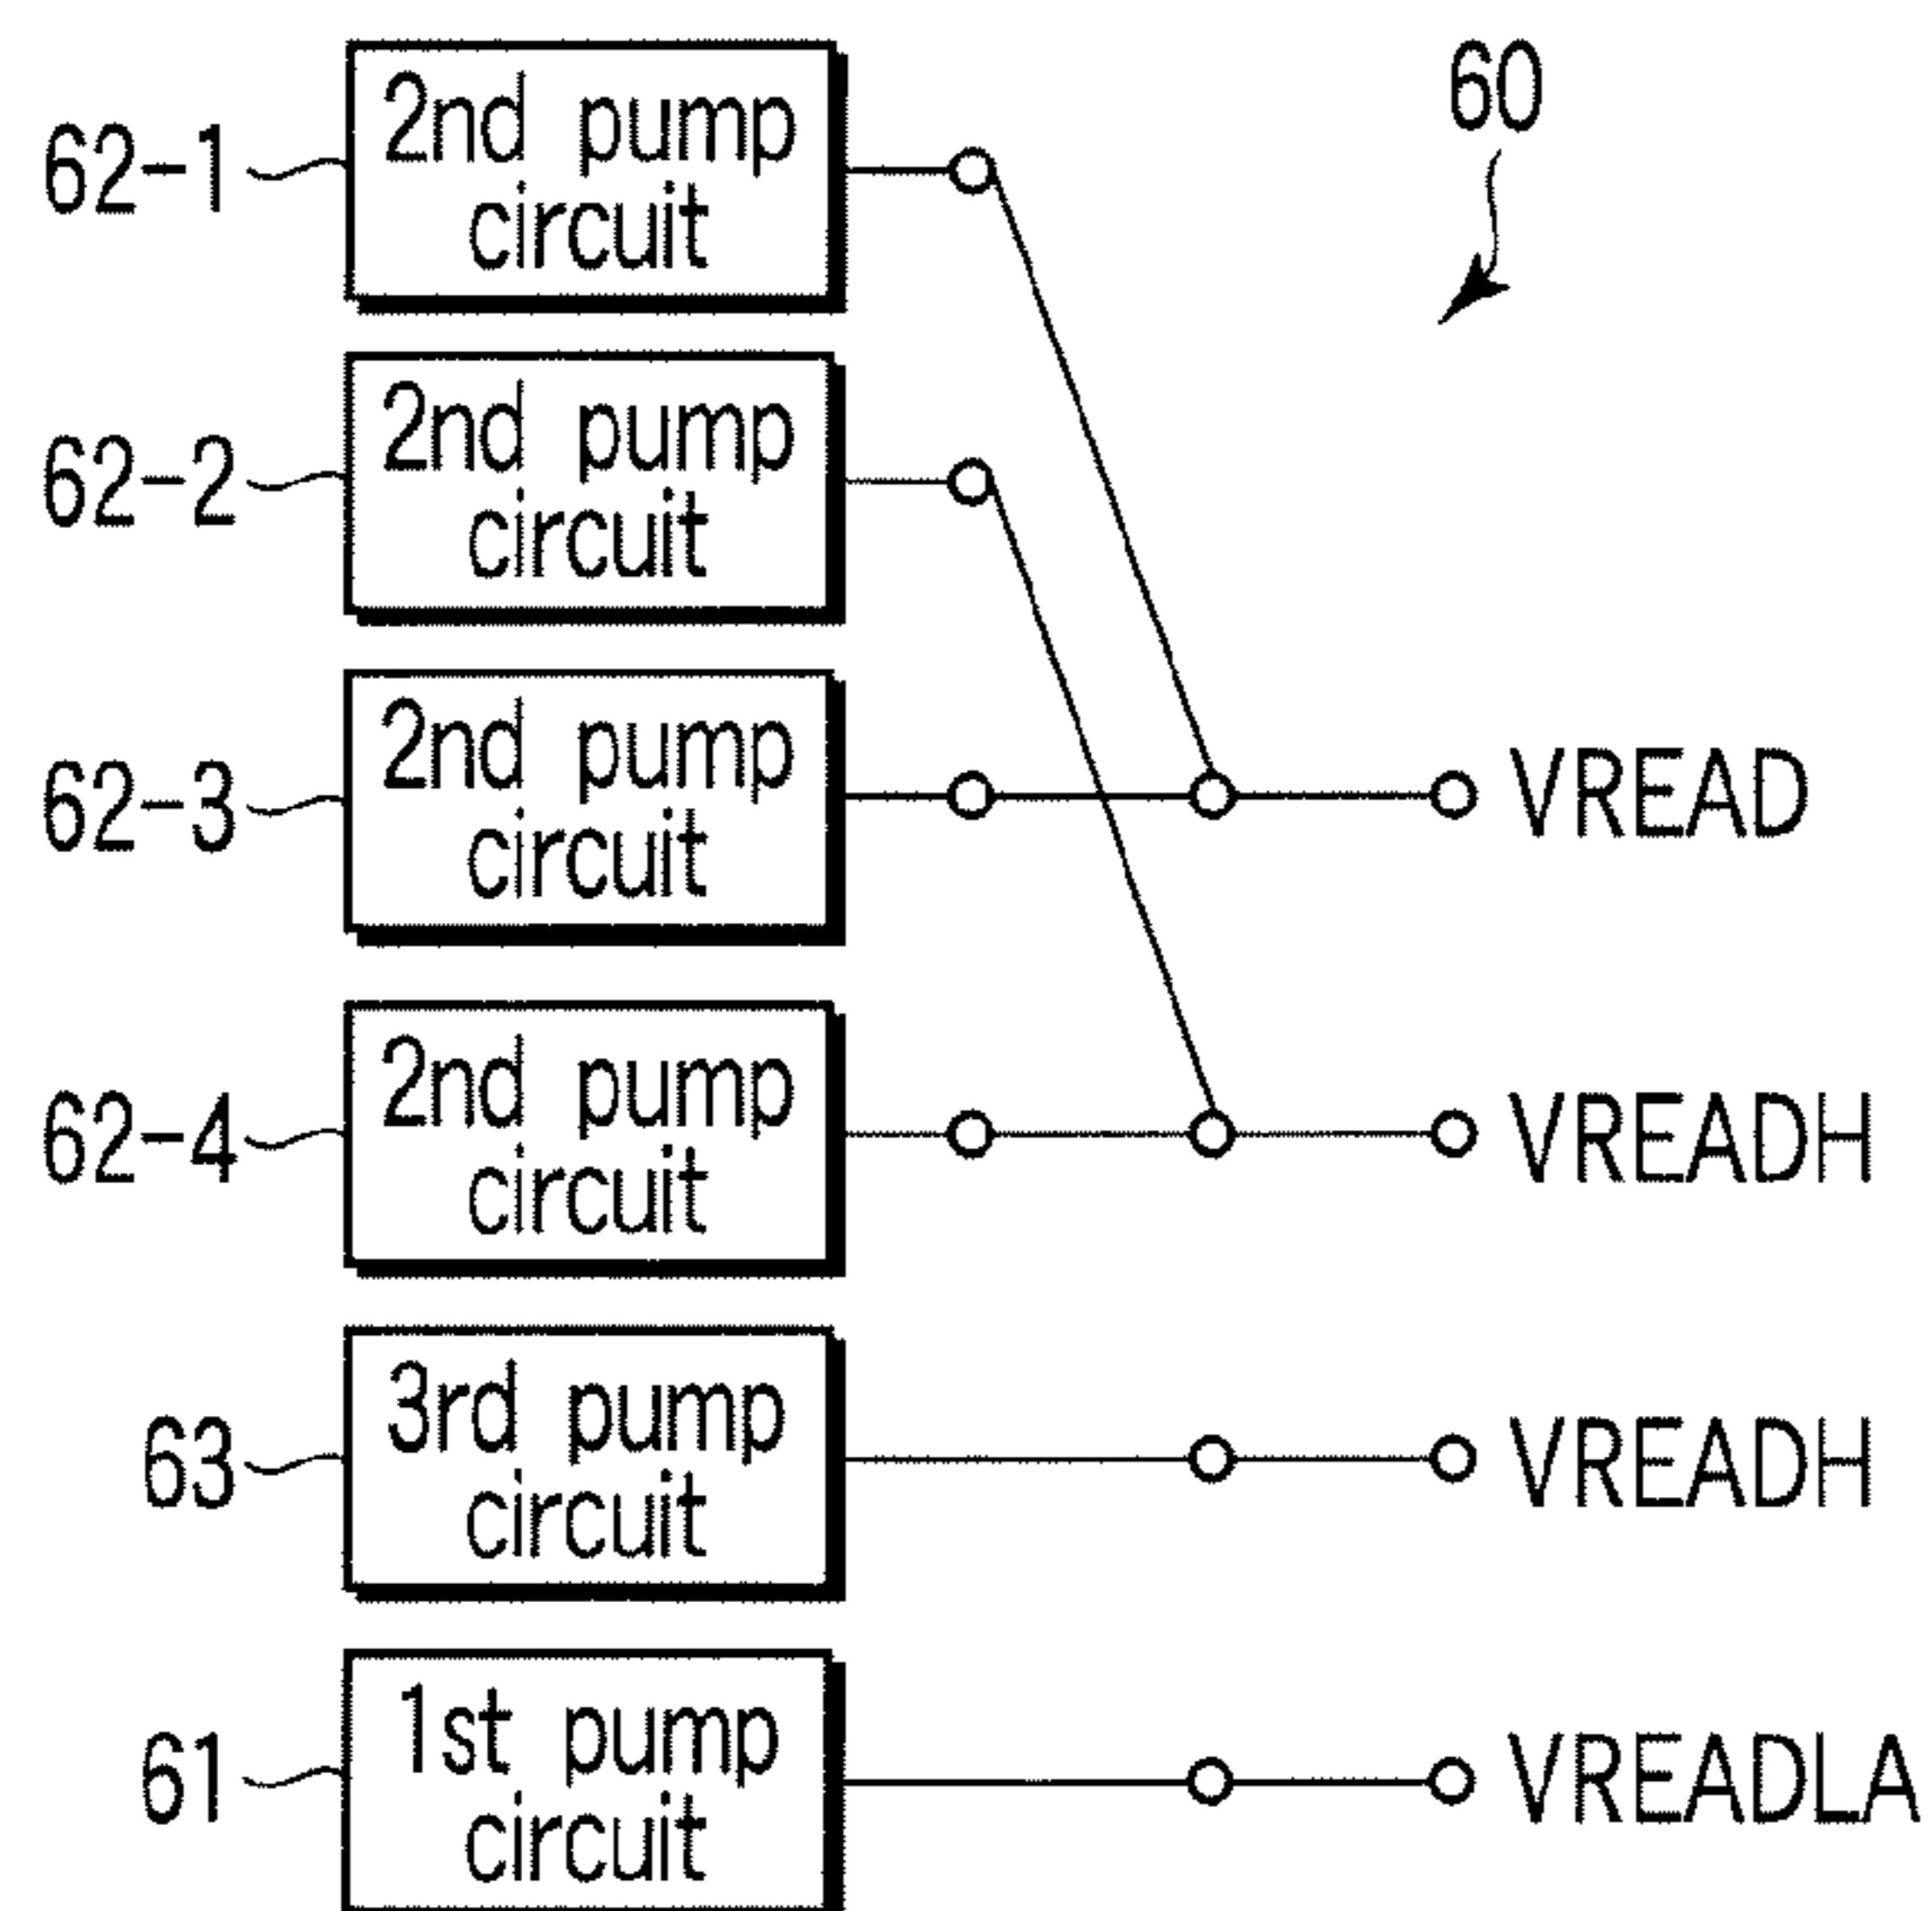 60
62-1
2nd pump
circuit
62-2
2nd pump
circuit
62-3
2nd pump
circuit
VREAD
62-4
2nd pump
circuit
VREADH
63
3rd pump
circuit
VREADH
61
1st pump
circuit
VREADLA